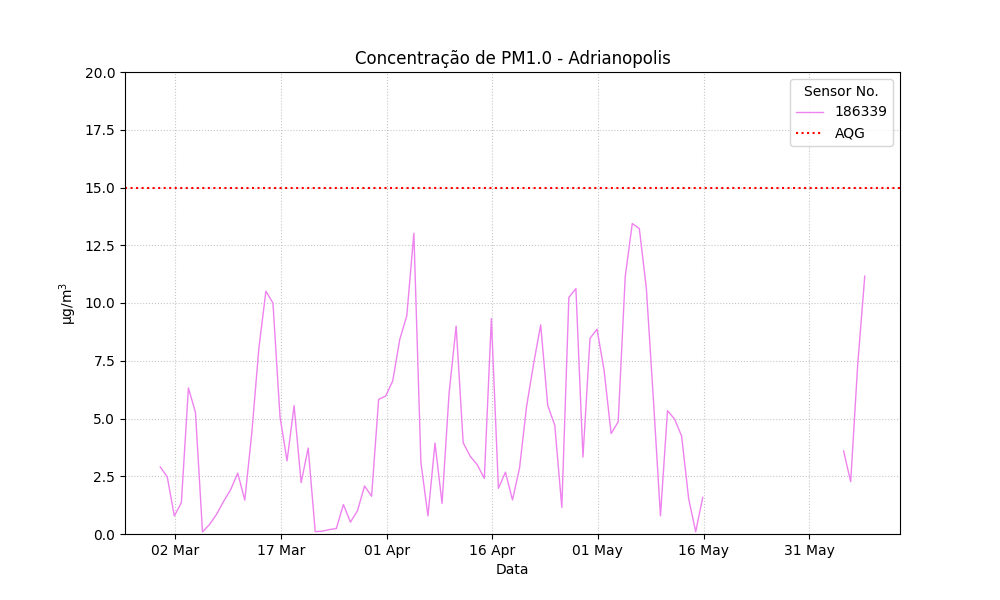 Concentração de PM1.0 - Adrianopolis
Sensor No.
186339
AQG
µg/m³
20.0
17.5
15.0
12.5
10.0
7.5
5.0
2.5
0.0
02 Mar
17 Mar
01 Apr
16 Apr
01 May
16 May
31 May
Data